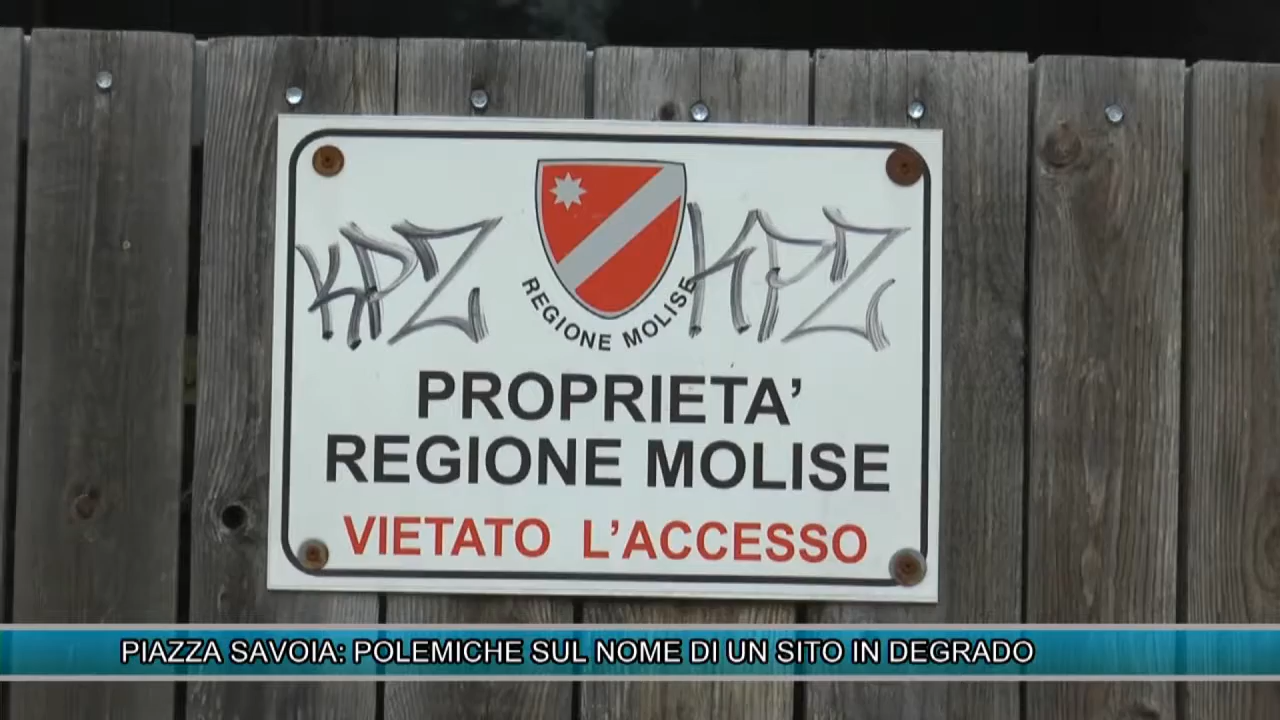 KPZ
REGIONE MOLISE
KPZ
PROPRIETA'
REGIONE MOLISE
VIETATO L'ACCESSO
PIAZZA SAVOIA: POLEMICHE SUL NOME DI UN SITO IN DEGRADO